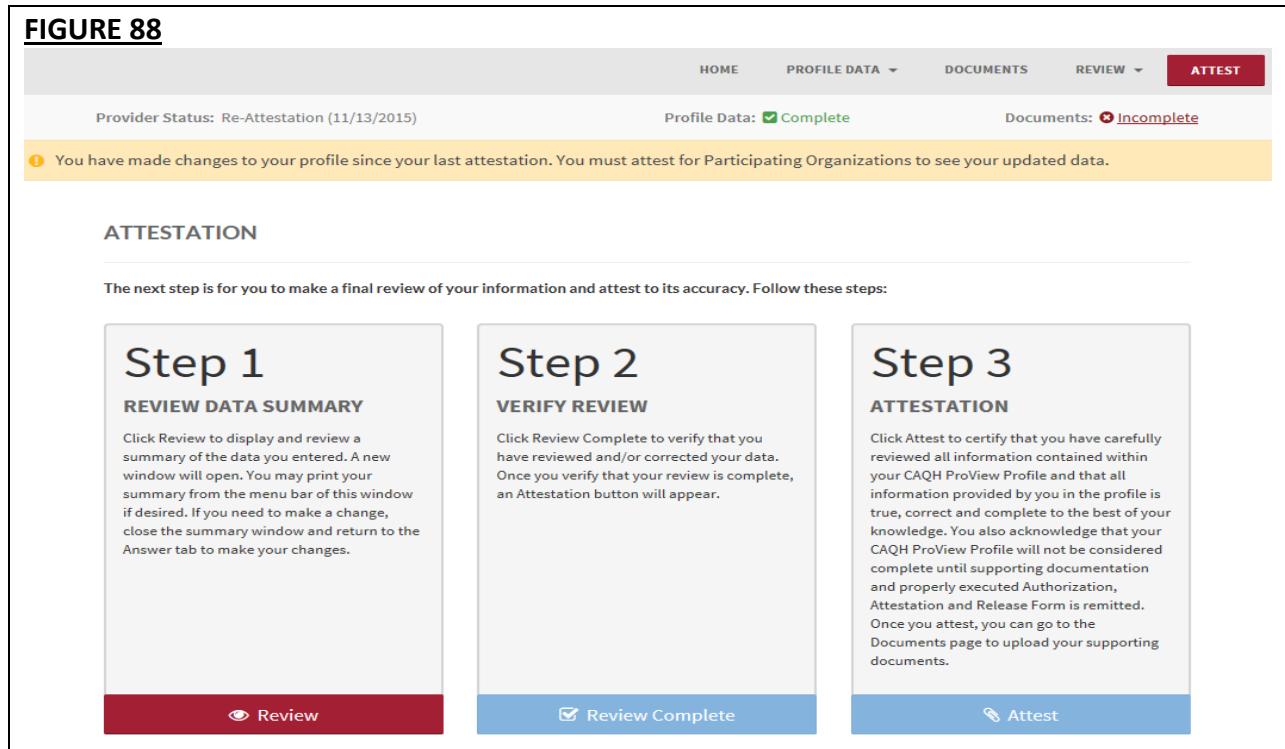 FIGURE 88
HOME PROFILE DATA DOCUMENTS REVIEW ATTEST
Provider Status: Re-Attestation (11/13/2015) Profile Data: Complete Documents: Incomplete
You have made changes to your profile since your last attestation. You must attest for Participating Organizations to see your updated data.
ATTESTATION
The next step is for you to make a final review of your information and attest to its accuracy. Follow these steps:
Step 1
REVIEW DATA SUMMARY
Click Review to display and review a
summary of the data you entered. A new
window will open. You may print your
summary from the menu bar of this window
if desired. If you need to make a change,
close the summary window and return to the
Answer tab to make your changes.
Review
Step 2
VERIFY REVIEW
Click Review Complete to verify that you
have reviewed and/or corrected your data.
Once you verify that your review is complete,
an Attestation button will appear.
Review Complete
Step 3
ATTESTATION
Click Attest to certify that you have carefully
reviewed all information contained within
your CAQH ProView Profile and that all
information provided by you in the profile is
true, correct and complete to the best of your
knowledge. You also acknowledge that your
CAQH ProView Profile will not be considered
complete until supporting documentation
and properly executed Authorization,
Attestation and Release Form is remitted.
Once you attest, you can go to the
Documents page to upload your supporting
documents.
Attest